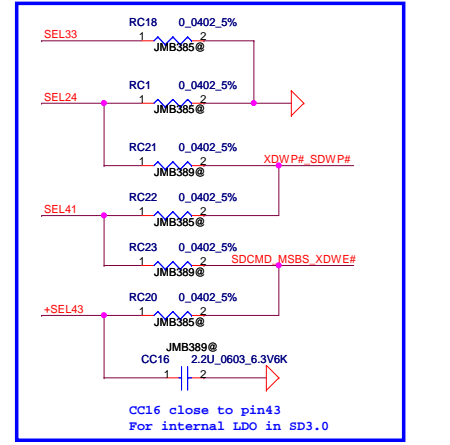 RC18 0_0402_5%
SEL33 1 2
JMB385@
RC1 0_0402_5%
SEL24 1 2
JMB385@
RC21 0_0402_5%
1 2 XDWP#_SDWP#
JMB389@
RC22 0_0402_5%
SEL41 1 2
JMB385@
RC23 0_0402_5%
1 2 SDCMD_MSBS_XDWE#
JMB389@
RC20 0_0402_5%
+SEL43 1 2
JMB385@
JMB389@
CC16 2.2U_0603_6.3V6K
1 2
CC16 close to pin43
For internal LDO in SD3.0